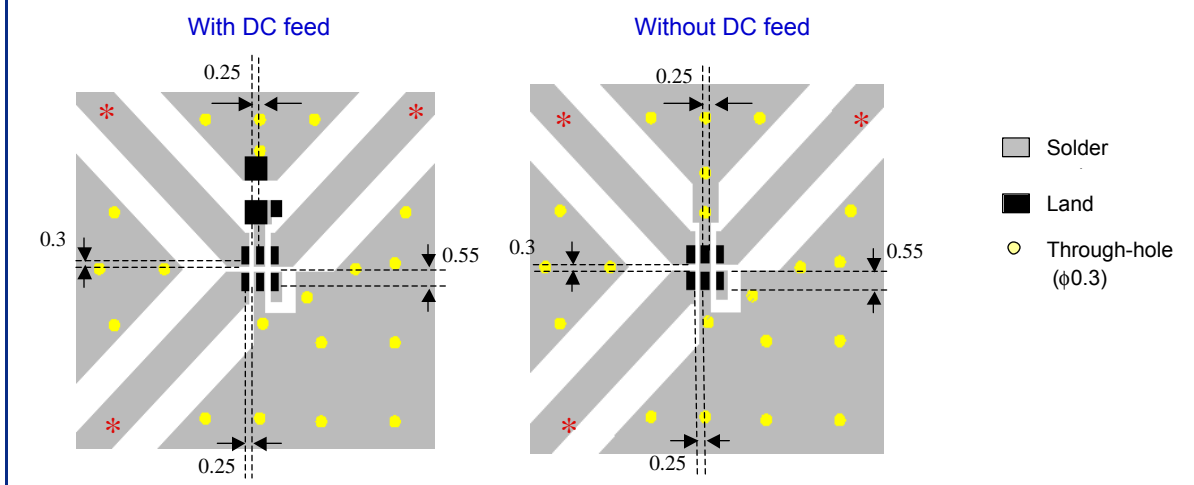 With DC feed
Without DC feed
0.25
0.25
*
*
*
*
Solder
Land
0.3
0.55
0.3
0.55
Through-hole
(ϕ0.3)
*
*
0.25
0.25